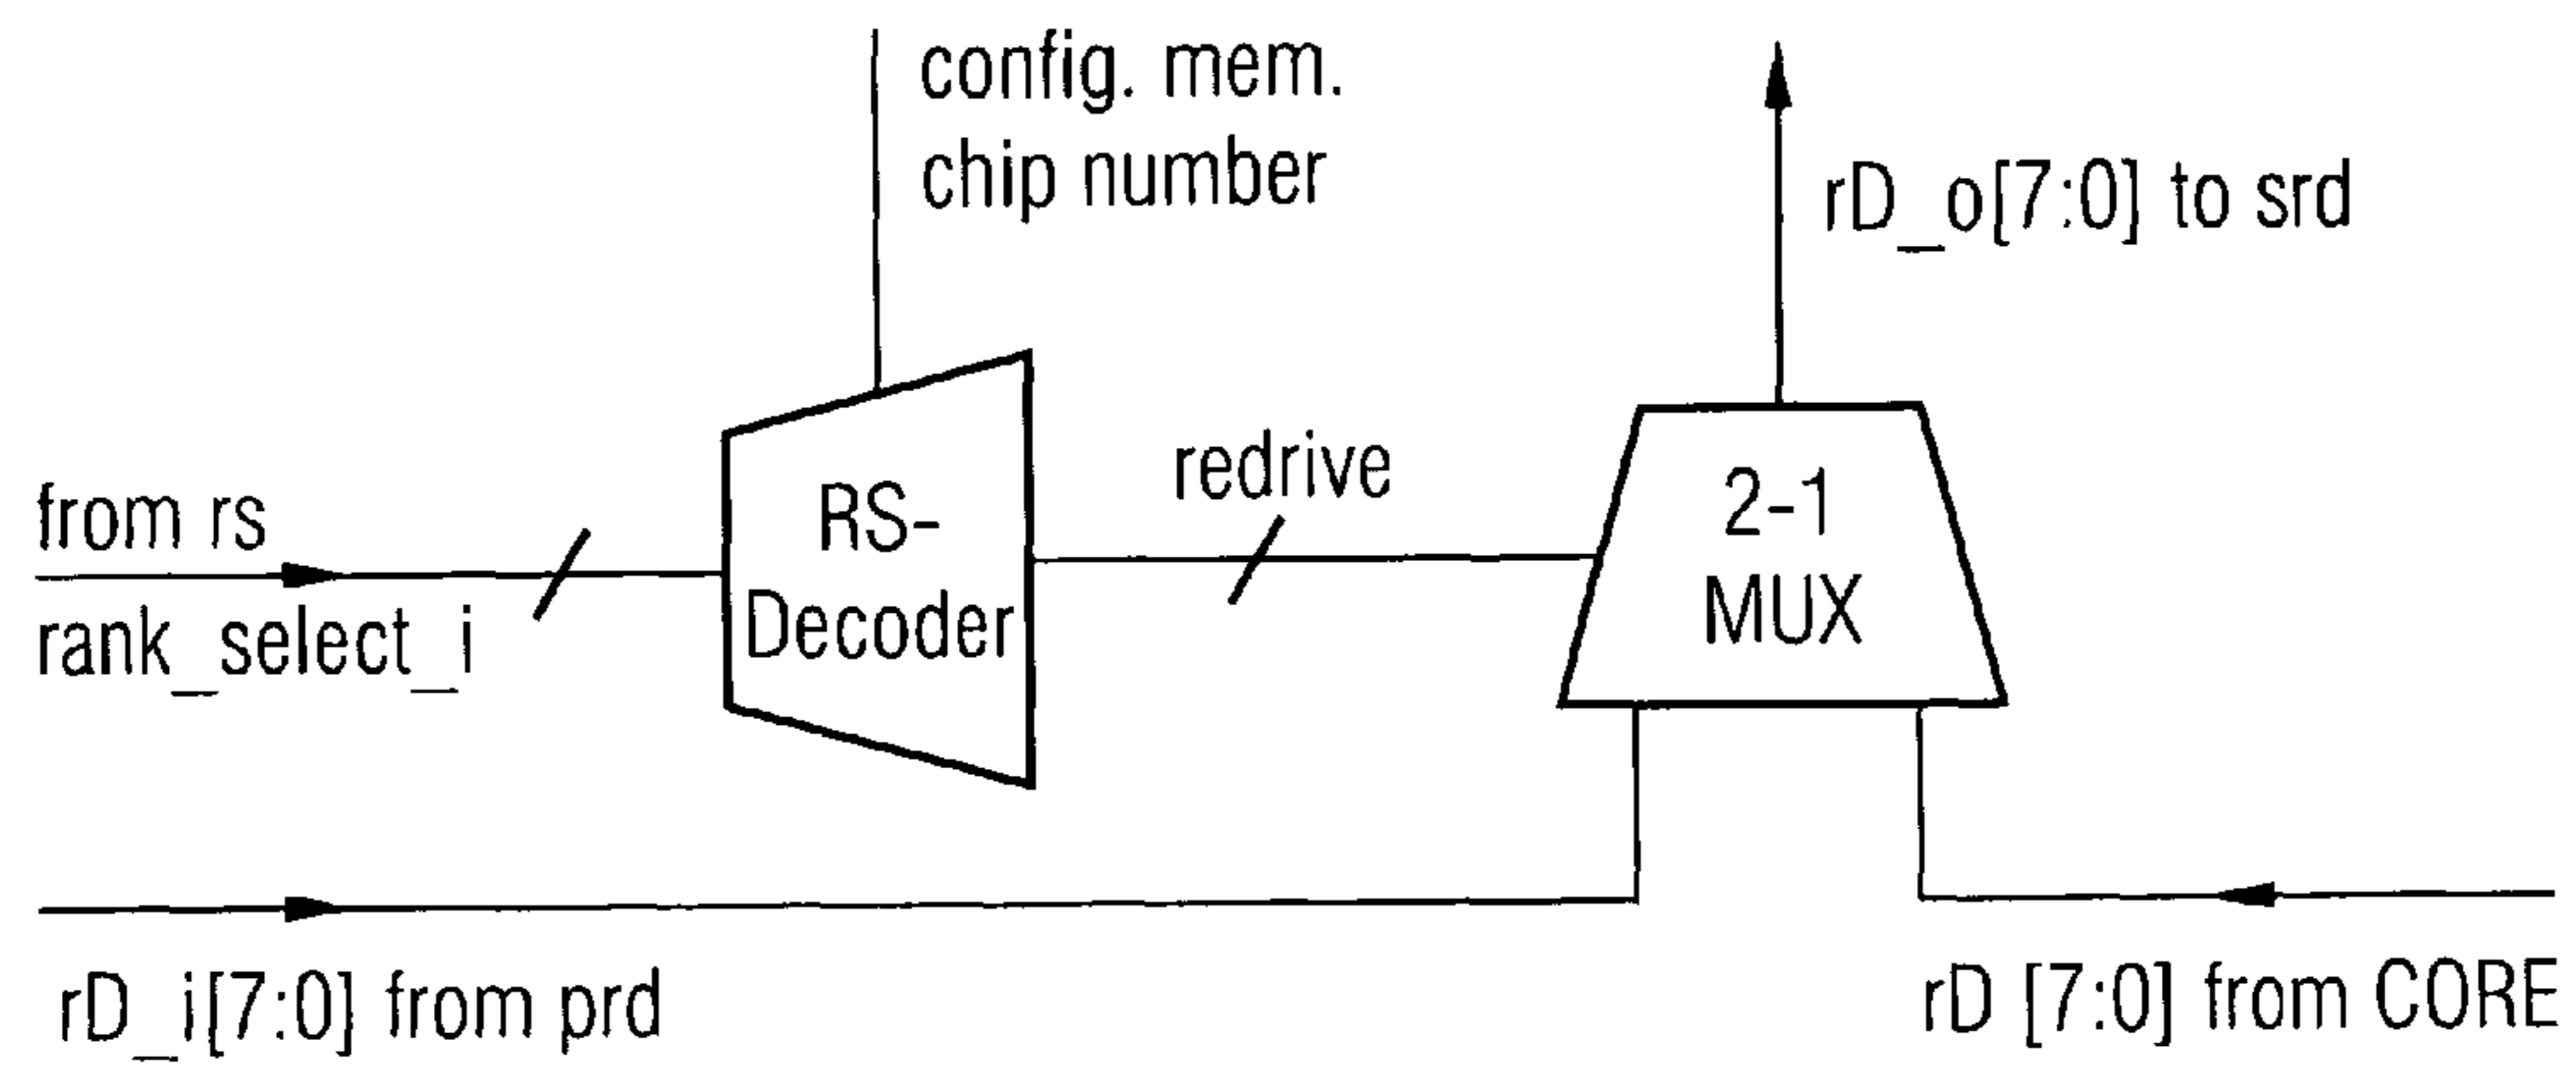 config. mem.
chip number
rD_o[7:0] to srd
from rs
rank_select_i
RS-
Decoder
redrive
2-1
MUX
rD_i[7:0] from prd
rD [7:0] from CORE